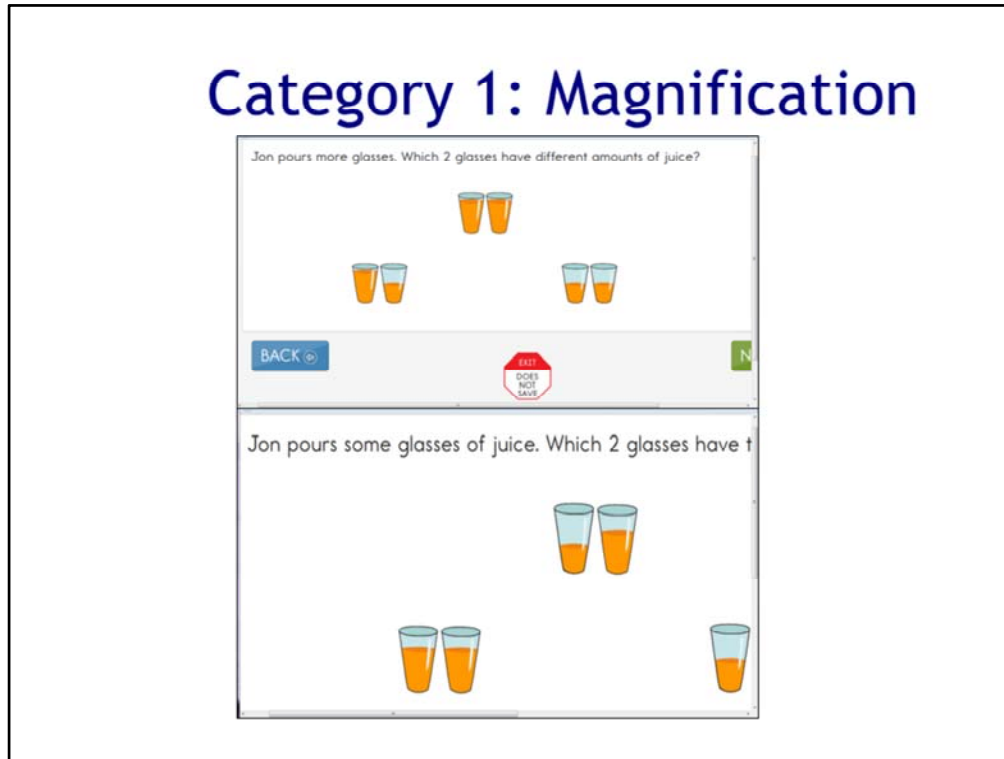 Category 1: Magnification
Jon pours more glasses. Which 2 glasses have different amounts of juice?
BACK
EXIT
DOES
NOT
SAVE
N
Jon pours some glasses of juice. Which 2 glasses have t